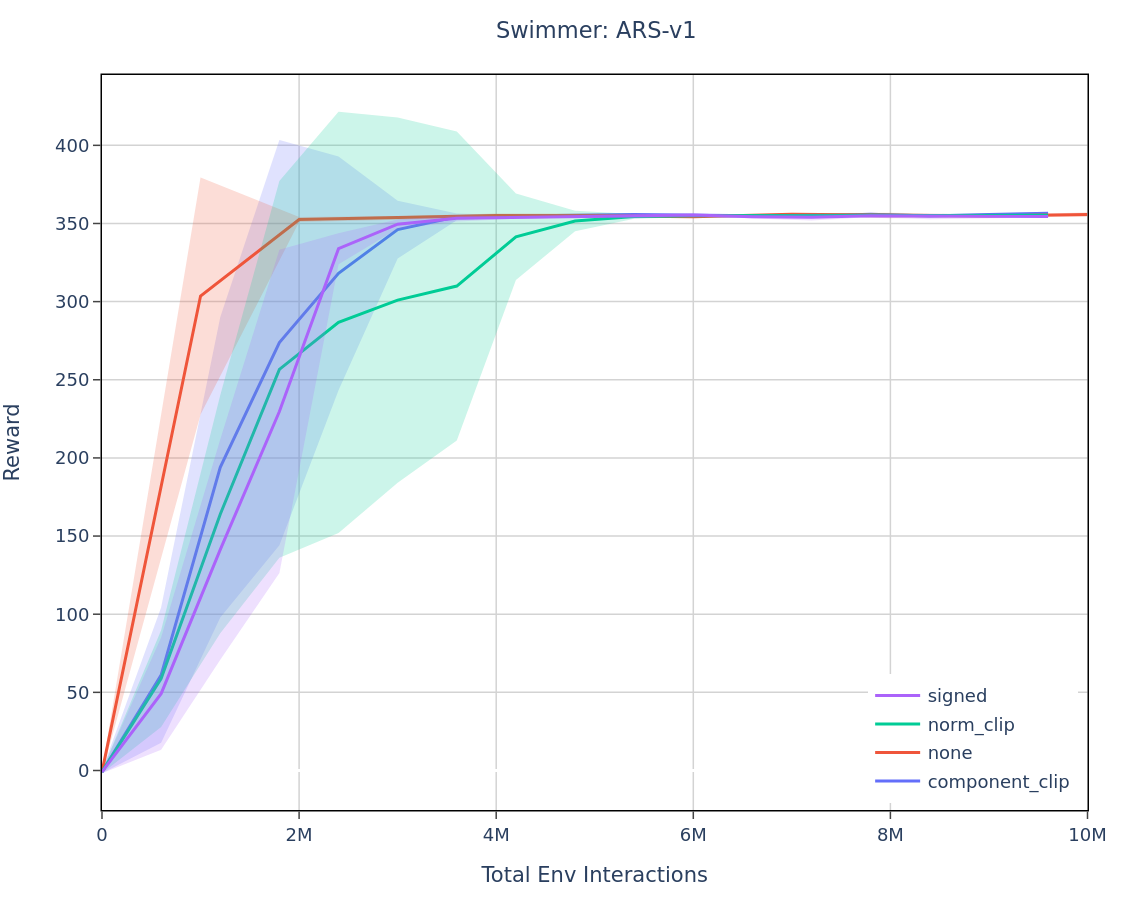 Swimmer: ARS-v1
Reward
400
350
300
250
200
150
100
50
0
0 2M 4M 6M 8M 10M
Total Env Interactions
signed
norm_clip
none
component_clip